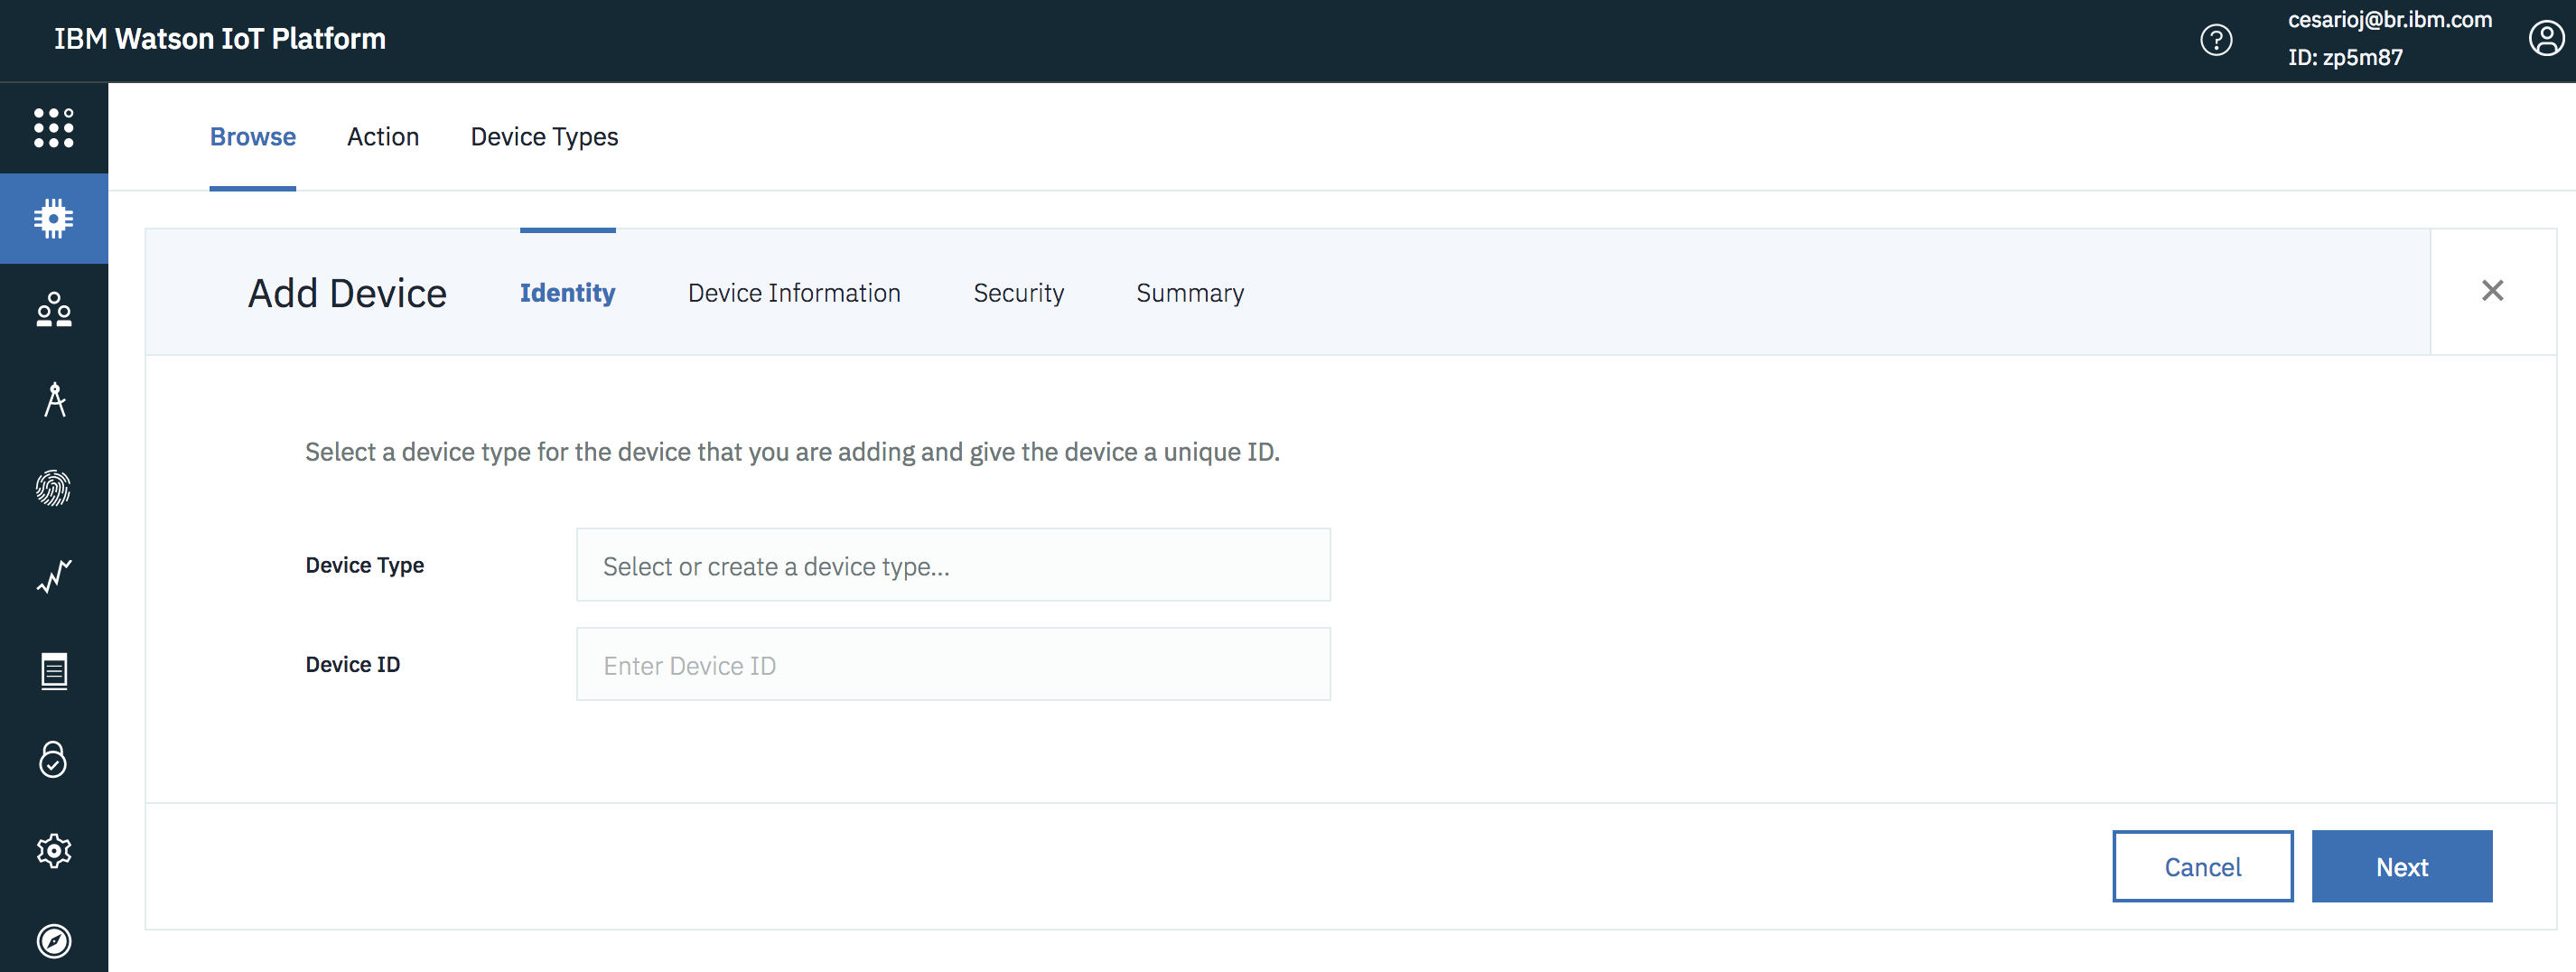 IBM Watson IoT Platform
cesarioj@br.ibm.com
ID: zp5m87
Browse Action Device Types
Add Device Identity Device Information Security Summary
Select a device type for the device that you are adding and give the device a unique ID.
Device Type Select or create a device type...
Device ID Enter Device ID
Cancel Next